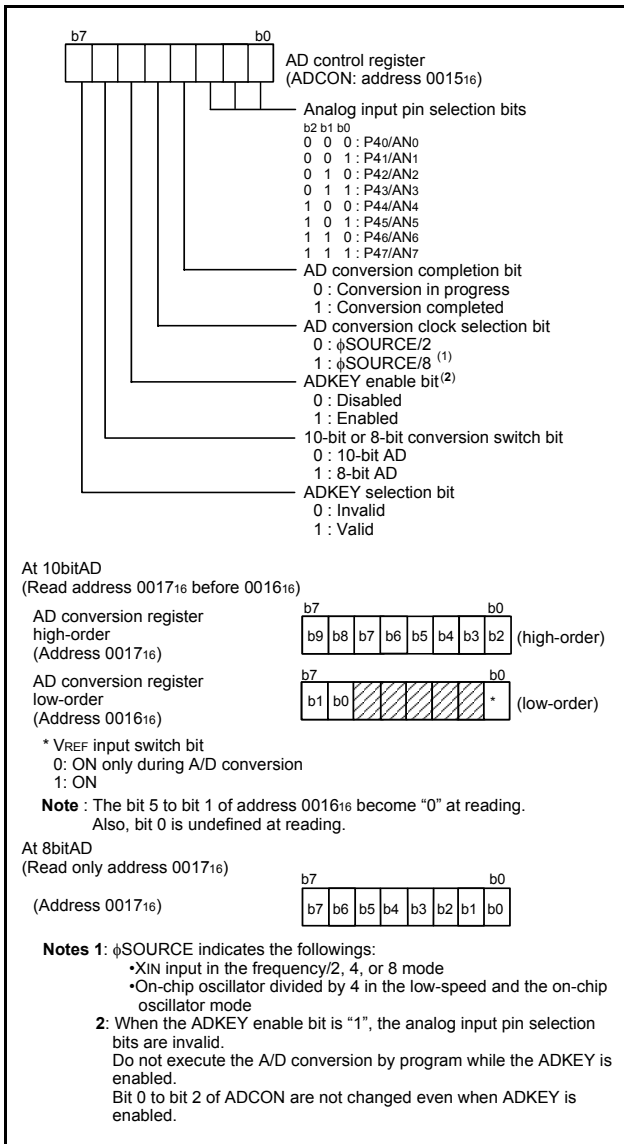 b7 b0
AD control register
(ADCON: address 001516)
Analog input pin selection bits
b2 b1 b0
0 0 0 : P40/AN0
0 0 1 : P41/AN1
0 1 0 : P42/AN2
0 1 1 : P43/AN3
1 0 0 : P44/AN4
1 0 1 : P45/AN5
1 1 0 : P46/AN6
1 1 1 : P47/AN7
AD conversion completion bit
0 : Conversion in progress
1 : Conversion completed
AD conversion clock selection bit
0 : ϕSOURCE/2
1 : ϕSOURCE/8 (1)
ADKEY enable bit(2)
0 : Disabled
1 : Enabled
10-bit or 8-bit conversion switch bit
0 : 10-bit AD
1 : 8-bit AD
ADKEY selection bit
0 : Invalid
1 : Valid
At 10bitAD
(Read address 001716 before 001616)
b7 b0
AD conversion register
high-order
(Address 001716)
b9 b8 b7 b6 b5 b4 b3 b2 (high-order)
b7 b0
AD conversion register
low-order
(Address 001616)
b1 b0 * (low-order)
* VREF input switch bit
0: ON only during A/D conversion
1: ON
Note : The bit 5 to bit 1 of address 001616 become “0” at reading.
Also, bit 0 is undefined at reading.
At 8bitAD
(Read only address 001716)
b7 b0
(Address 001716)
b7 b6 b5 b4 b3 b2 b1 b0
Notes 1: ϕSOURCE indicates the followings:
•XIN input in the frequency/2, 4, or 8 mode
•On-chip oscillator divided by 4 in the low-speed and the on-chip
oscillator mode
2: When the ADKEY enable bit is “1”, the analog input pin selection
bits are invalid.
Do not execute the A/D conversion by program while the ADKEY is
enabled.
Bit 0 to bit 2 of ADCON are not changed even when ADKEY is
enabled.